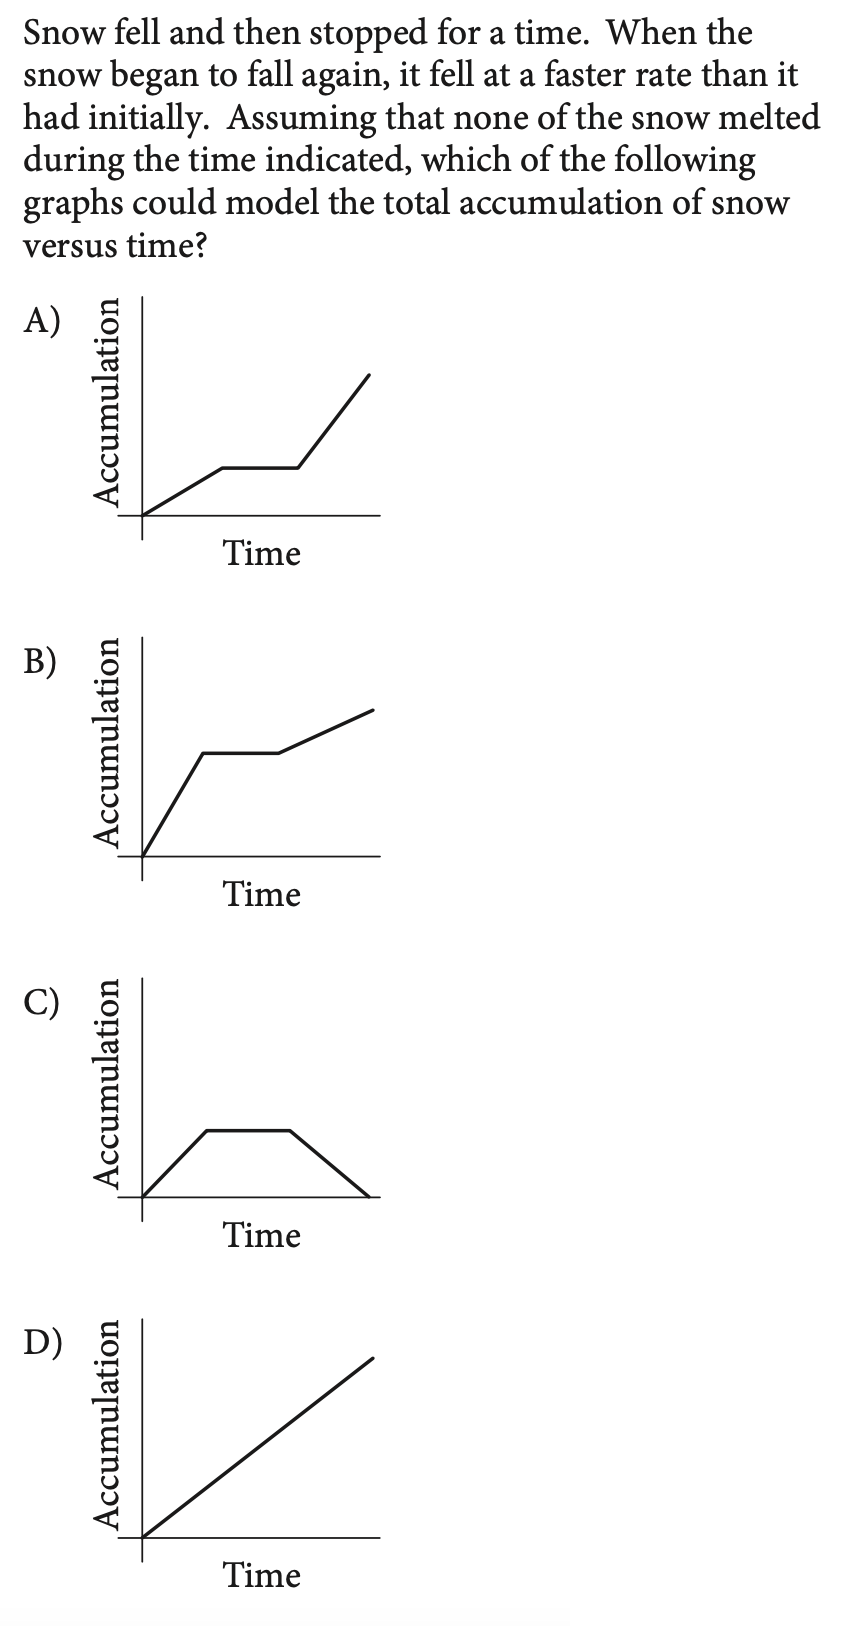 Snow fell and then stopped for a time. When the
snow began to fall again, it fell at a faster rate than it
had initially. Assuming that none of the snow melted
during the time indicated, which of the following
graphs could model the total accumulation of snow
versus time?
A)
Accumulation
Time
B)
Accumulation
Time
C)
Accumulation
Time
D)
Accumulation
Time